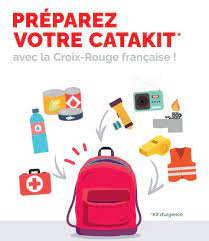 PRÉPAREZ
VOTRE CATAKIT*
avec la Croix-Rouge française !
*Kit d'urgence